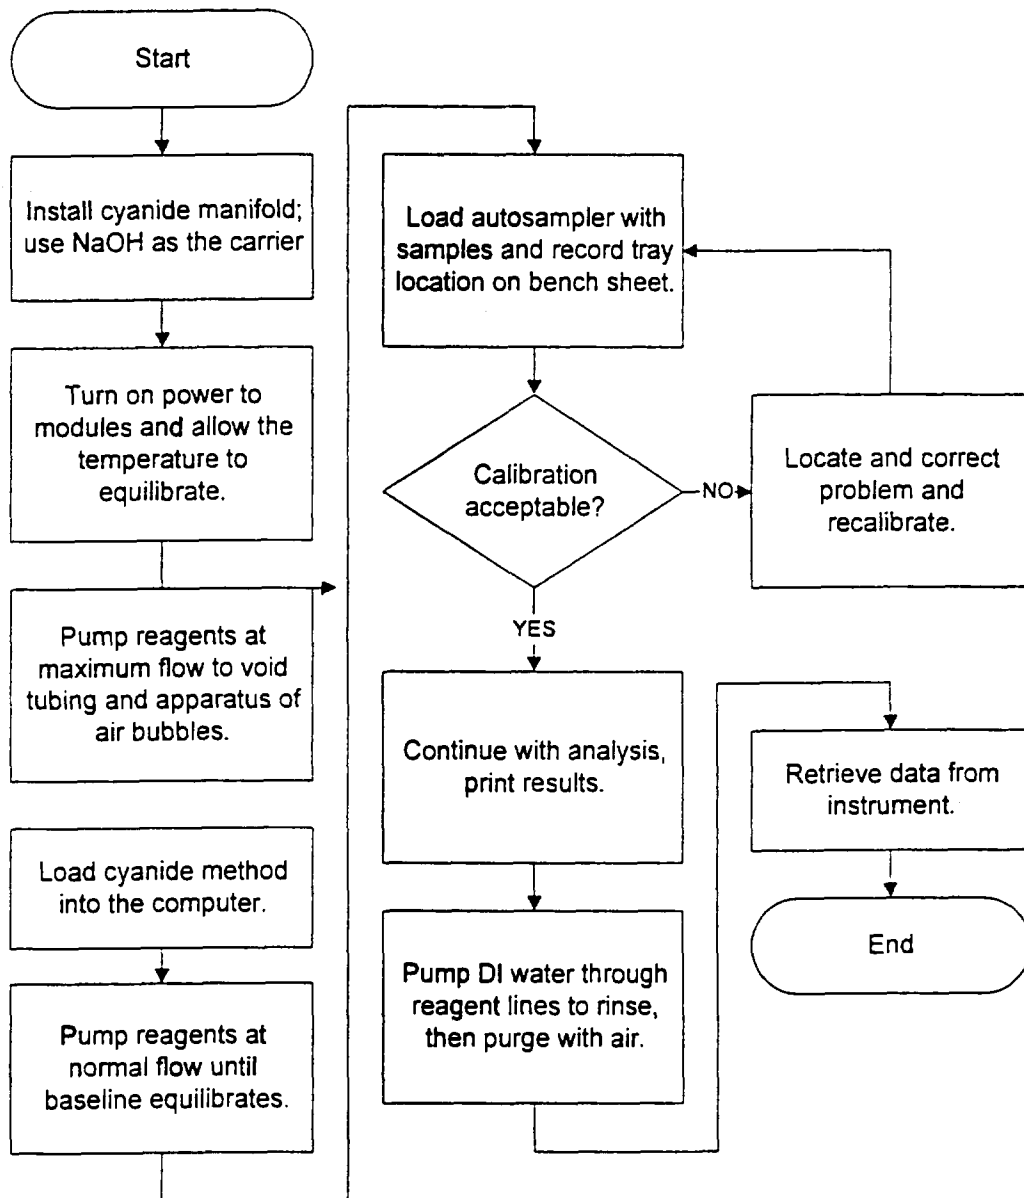 Start
Install cyanide manifold;
use NaOH as the carrier
Turn on power to
modules and allow the
temperature to
equilibrate.
Pump reagents at
maximum flow to void
tubing and apparatus of
air bubbles.
Load cyanide method
into the computer.
Pump reagents at
normal flow until
baseline equilibrates.
Load autosampler with
samples and record tray
location on bench sheet.
Calibration
acceptable?
NO
Locate and correct
problem and
recalibrate.
YES
Continue with analysis,
print results.
Pump DI water through
reagent lines to rinse,
then purge with air.
Retrieve data from
instrument.
End